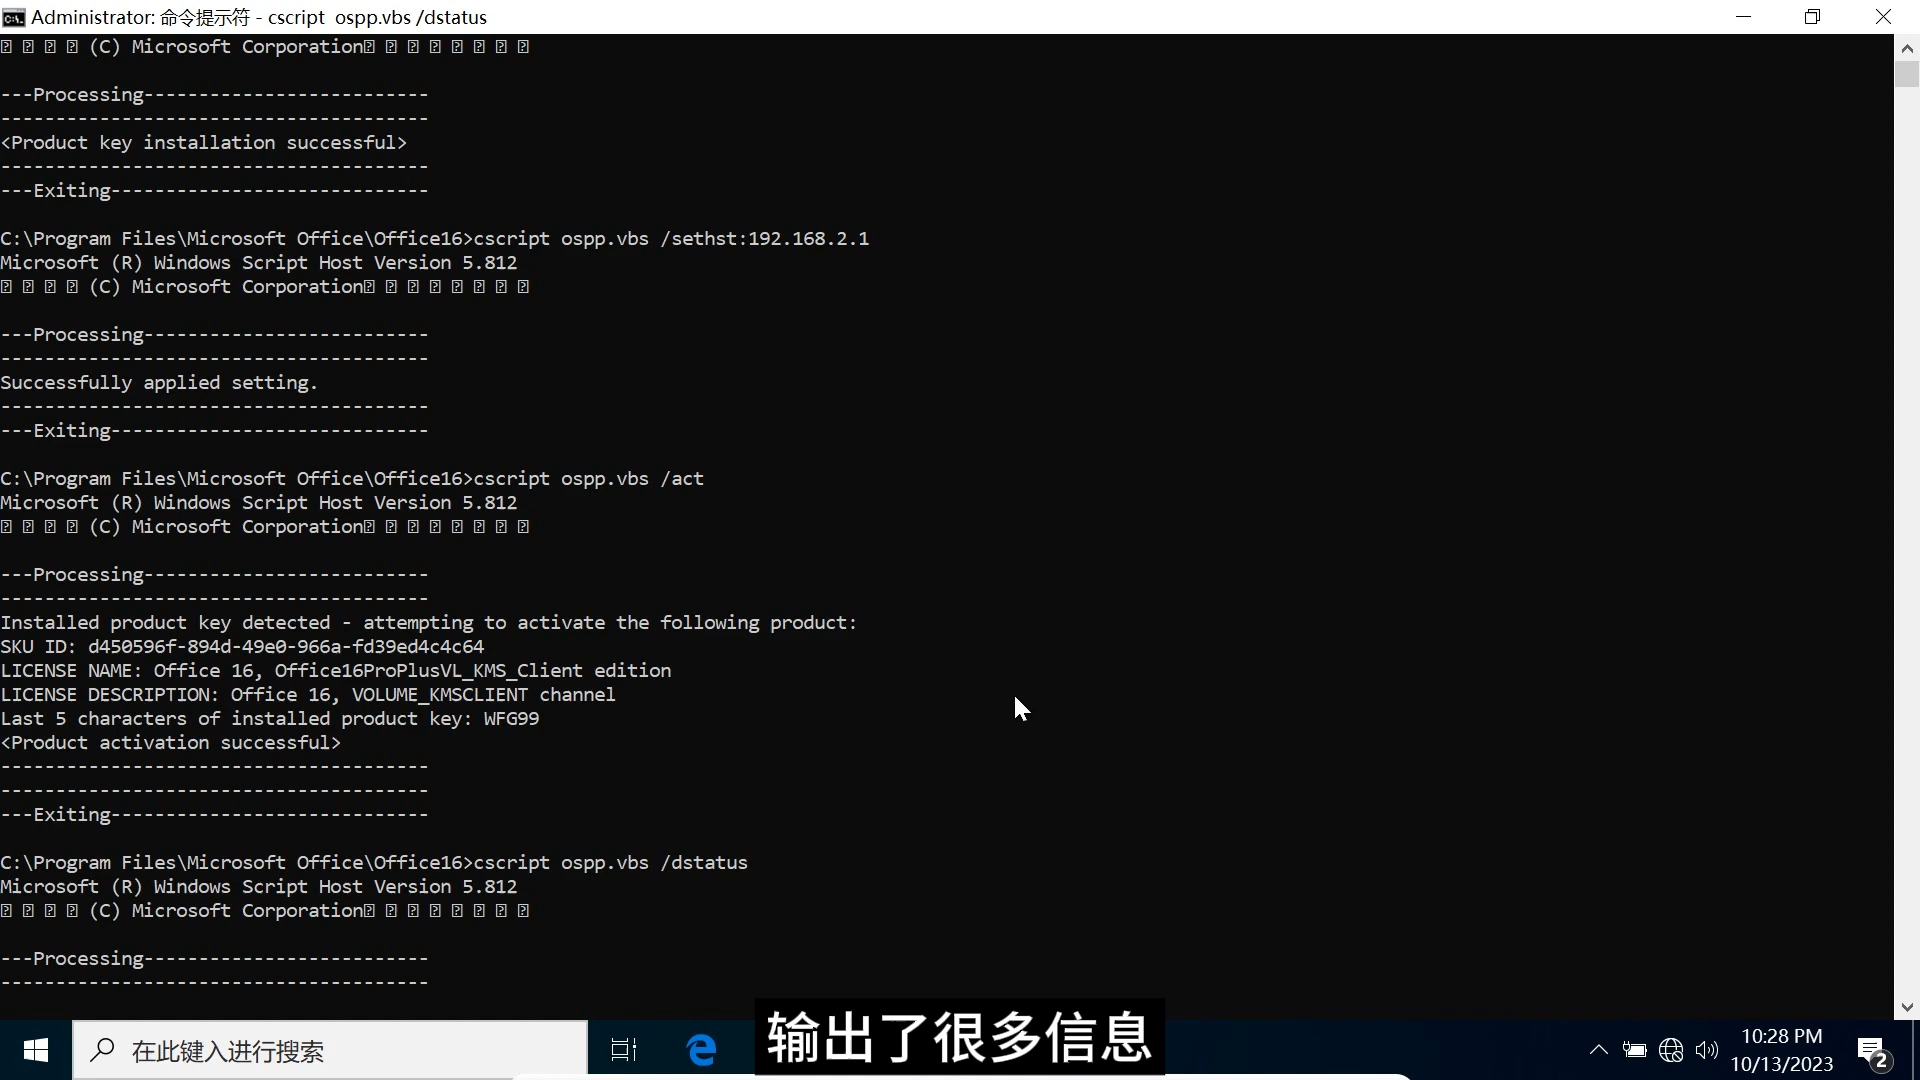 Administrator: 命令提示符 - cscript ospp.vbs /dstatus
(C) Microsoft Corporation
---Processing--------------------------
---------------------------------------
<Product key installation successful>
---------------------------------------
---Exiting-----------------------------
C:\Program Files\Microsoft Office\Office16>cscript ospp.vbs /sethst:192.168.2.1
Microsoft (R) Windows Script Host Version 5.812
(C) Microsoft Corporation
---Processing--------------------------
---------------------------------------
Successfully applied setting.
---------------------------------------
---Exiting-----------------------------
C:\Program Files\Microsoft Office\Office16>cscript ospp.vbs /act
Microsoft (R) Windows Script Host Version 5.812
(C) Microsoft Corporation
---Processing--------------------------
---------------------------------------
Installed product key detected - attempting to activate the following product:
SKU ID: d450596f-894d-49e0-966a-fd39ed4c4c64
LICENSE NAME: Office 16, Office16ProPlusVL_KMS_Client edition
LICENSE DESCRIPTION: Office 16, VOLUME_KMSCLIENT channel
Last 5 characters of installed product key: WFG99
<Product activation successful>
---------------------------------------
---------------------------------------
---Exiting-----------------------------
C:\Program Files\Microsoft Office\Office16>cscript ospp.vbs /dstatus
Microsoft (R) Windows Script Host Version 5.812
(C) Microsoft Corporation
---Processing--------------------------
---------------------------------------
输出了很多信息
在此键入进行搜索
10:28 PM
10/13/2023
2